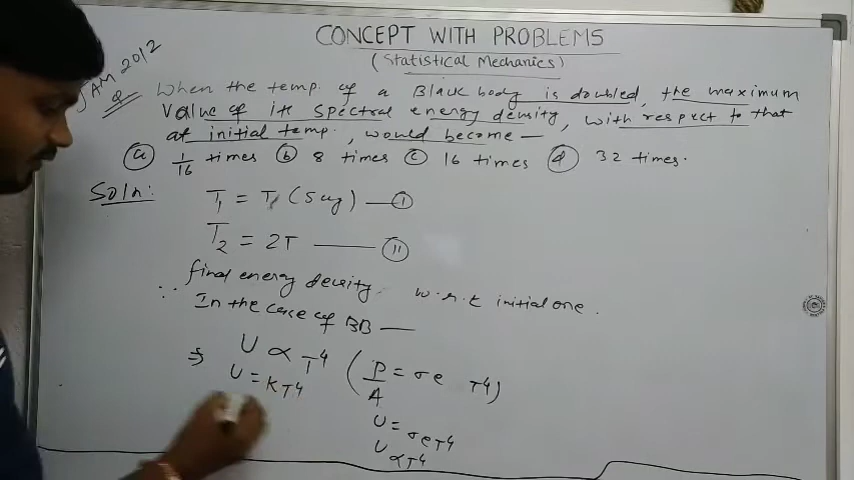 CONCEPT WITH PROBLEMS
(Statistical Mechanics)
JAM 2012
Q When the temp. of a Black body is doubled, the maximum
Value of its Spectral energy density, with respect to that
at initial temp., would become —
(a) 1/16 times (b) 8 times (c) 16 times (d) 32 times.
Soln:
T₁ = T (say) — (I)
T₂ = 2T — (II)
∴ final energy density w.r.t initial one.
In the case of BB —
⇒ U ∝ T⁴ (P/A = σe T⁴)
U = KT⁴
U = σeT⁴
U ∝ T⁴